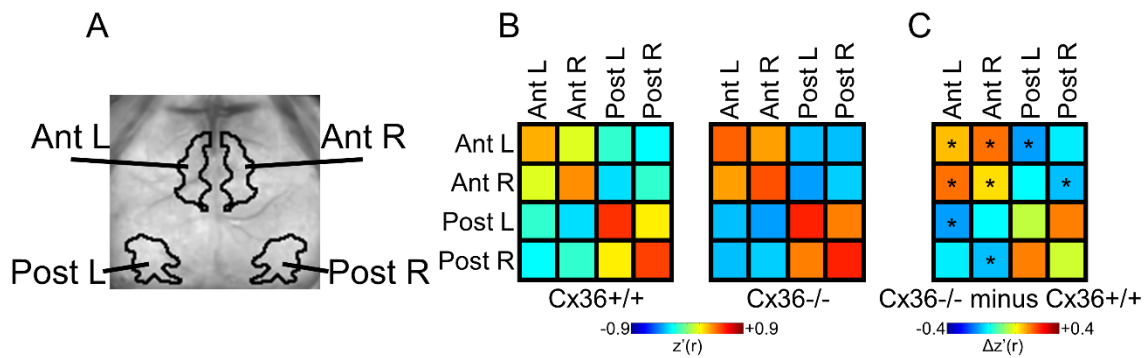 A
Ant L
Ant R
Post L
Post R
B
Ant L
Ant R
Post L
Post R
Ant L
Ant R
Post L
Post R
Ant L
Ant R
Post L
Post R
Cx36+/+
Cx36-/-
-0.9
+0.9
z'(r)
C
Ant L
Ant R
Post L
Post R
* * *
* * *
*
*
Cx36-/- minus Cx36+/+
-0.4
+0.4
Δz'(r)